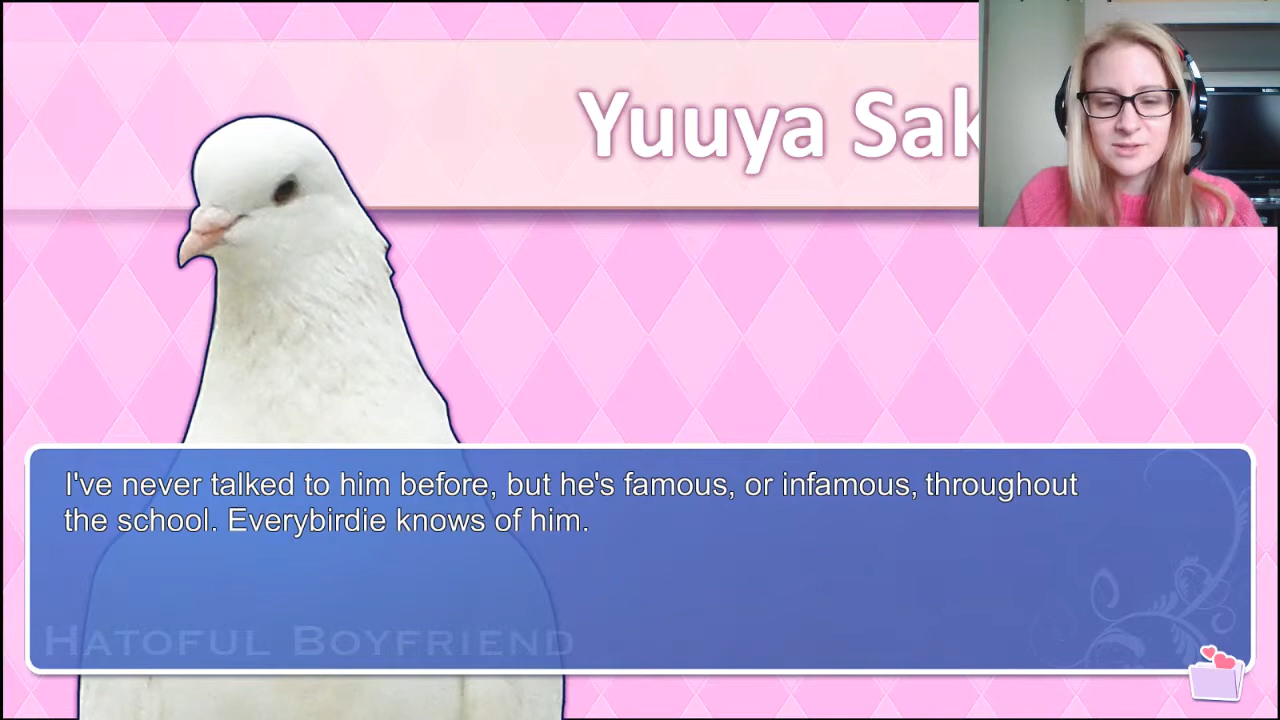 Yuuya Sak
I've never talked to him before, but he's famous, or infamous, throughout
the school. Everybirdie knows of him.
HATOFUL BOYFRIEND